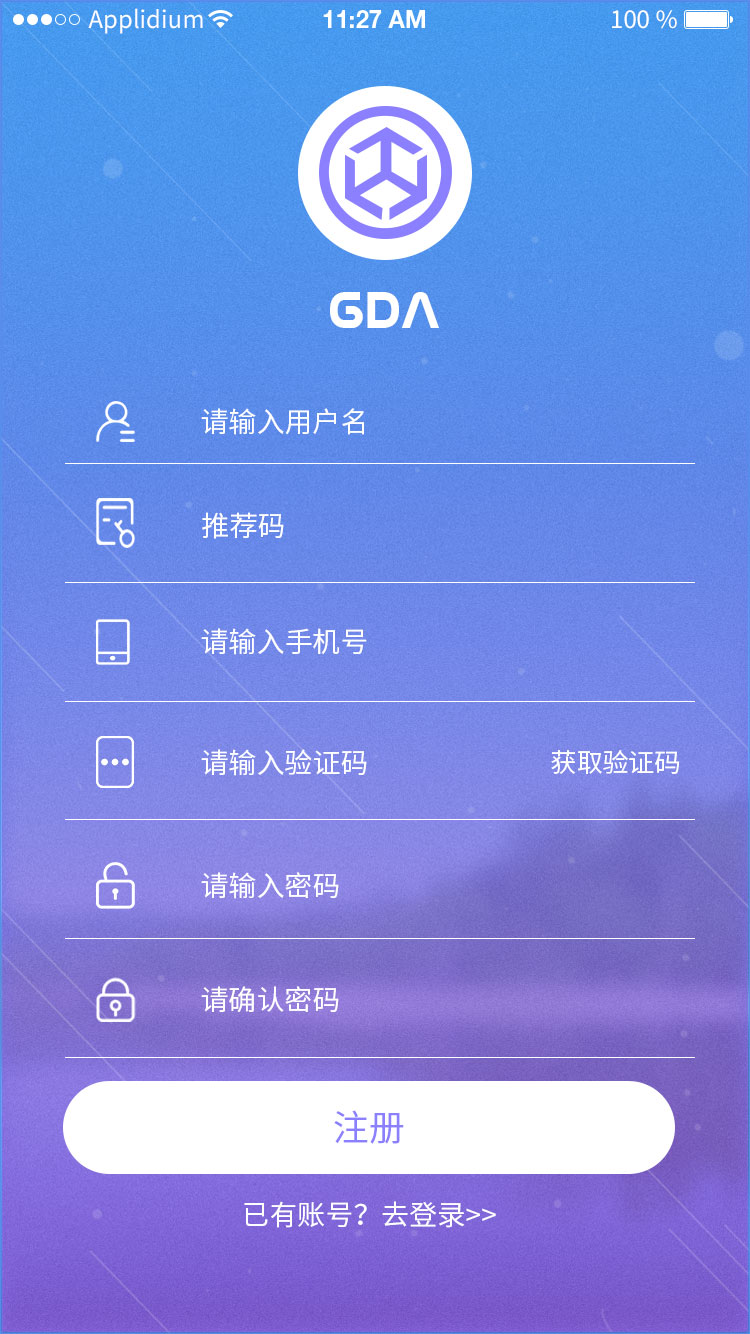 Applidium 11:27 AM 100 %
GDA
请输入用户名
推荐码
请输入手机号
请输入验证码 获取验证码
请输入密码
请确认密码
注册
已有账号？去登录>>